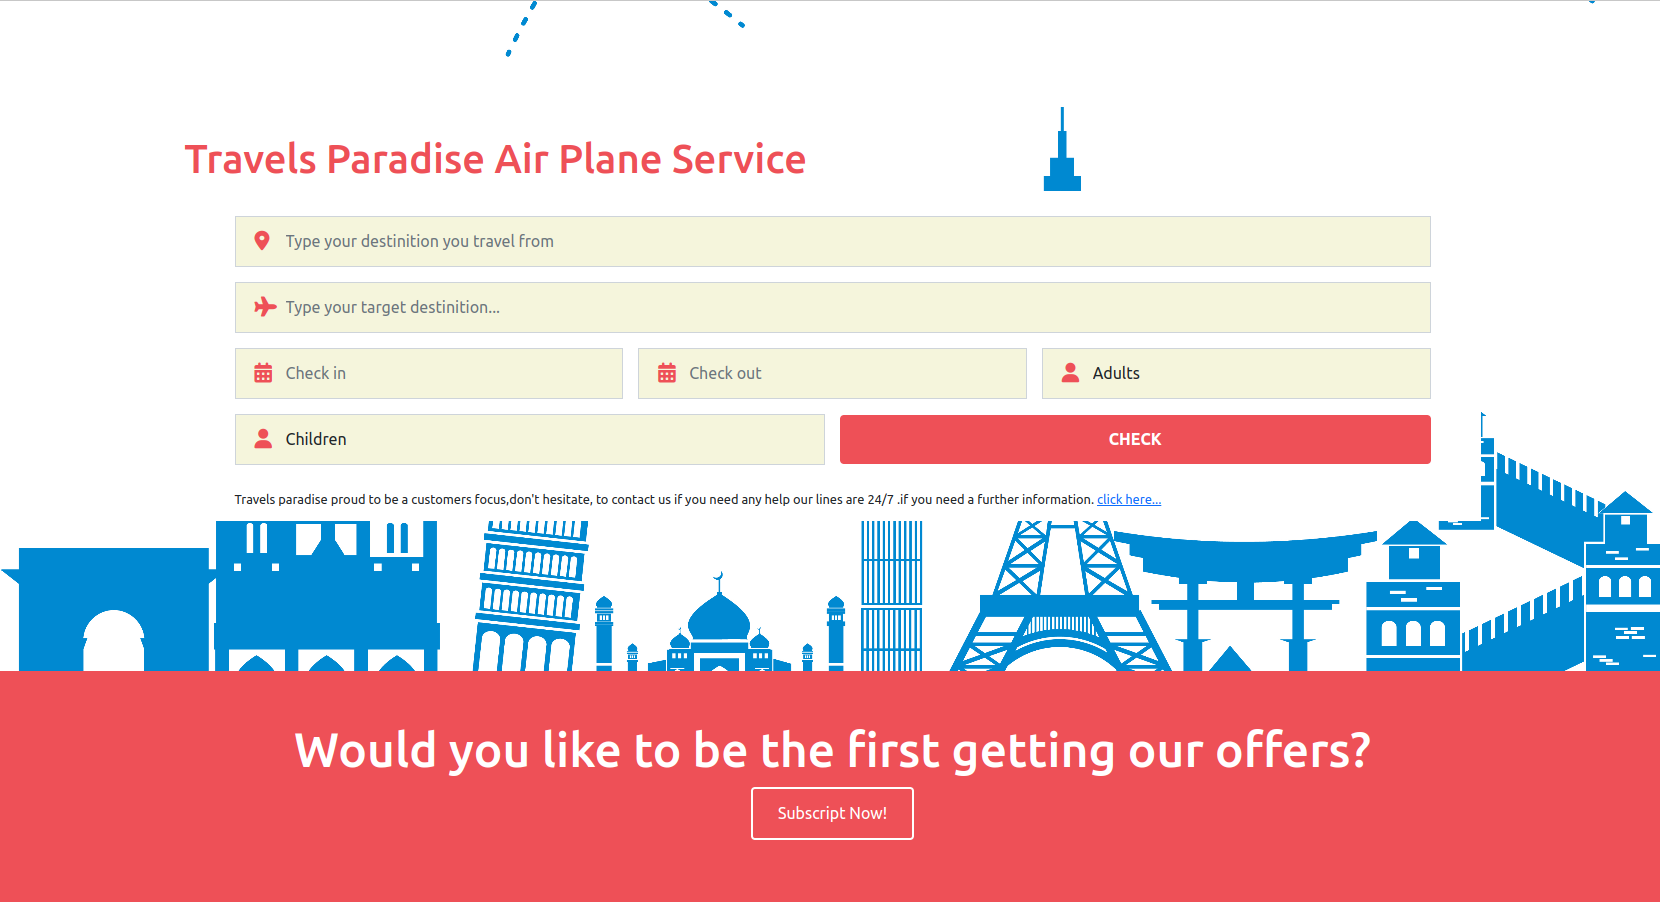 Travels Paradise Air Plane Service
Type your destinition you travel from
Type your target destinition...
Check in
Check out
Adults
Children
CHECK
Travels paradise proud to be a customers focus,don't hesitate, to contact us if you need any help our lines are 24/7 .if you need a further information. click here...
Would you like to be the first getting our offers?
Subscript Now!